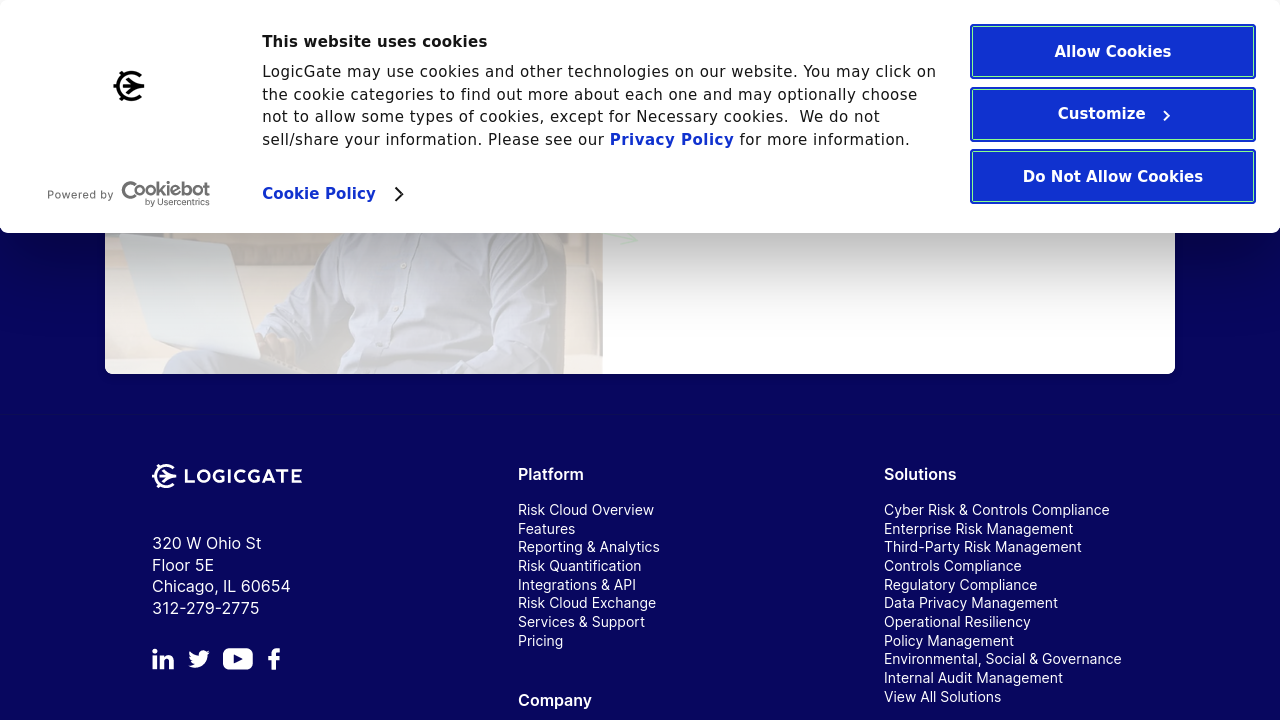 This website uses cookies
LogicGate may use cookies and other technologies on our website. You may click on
the cookie categories to find out more about each one and may optionally choose
not to allow some types of cookies, except for Necessary cookies.  We do not
sell/share your information. Please see our Privacy Policy for more information.
Cookie Policy
Powered by Cookiebot
by Usercentrics
Allow Cookies
Customize
Do Not Allow Cookies
LOGICGATE
320 W Ohio St
Floor 5E
Chicago, IL 60654
312-279-2775
Platform
Risk Cloud Overview
Features
Reporting & Analytics
Risk Quantification
Integrations & API
Risk Cloud Exchange
Services & Support
Pricing
Company
Solutions
Cyber Risk & Controls Compliance
Enterprise Risk Management
Third-Party Risk Management
Controls Compliance
Regulatory Compliance
Data Privacy Management
Operational Resiliency
Policy Management
Environmental, Social & Governance
Internal Audit Management
View All Solutions